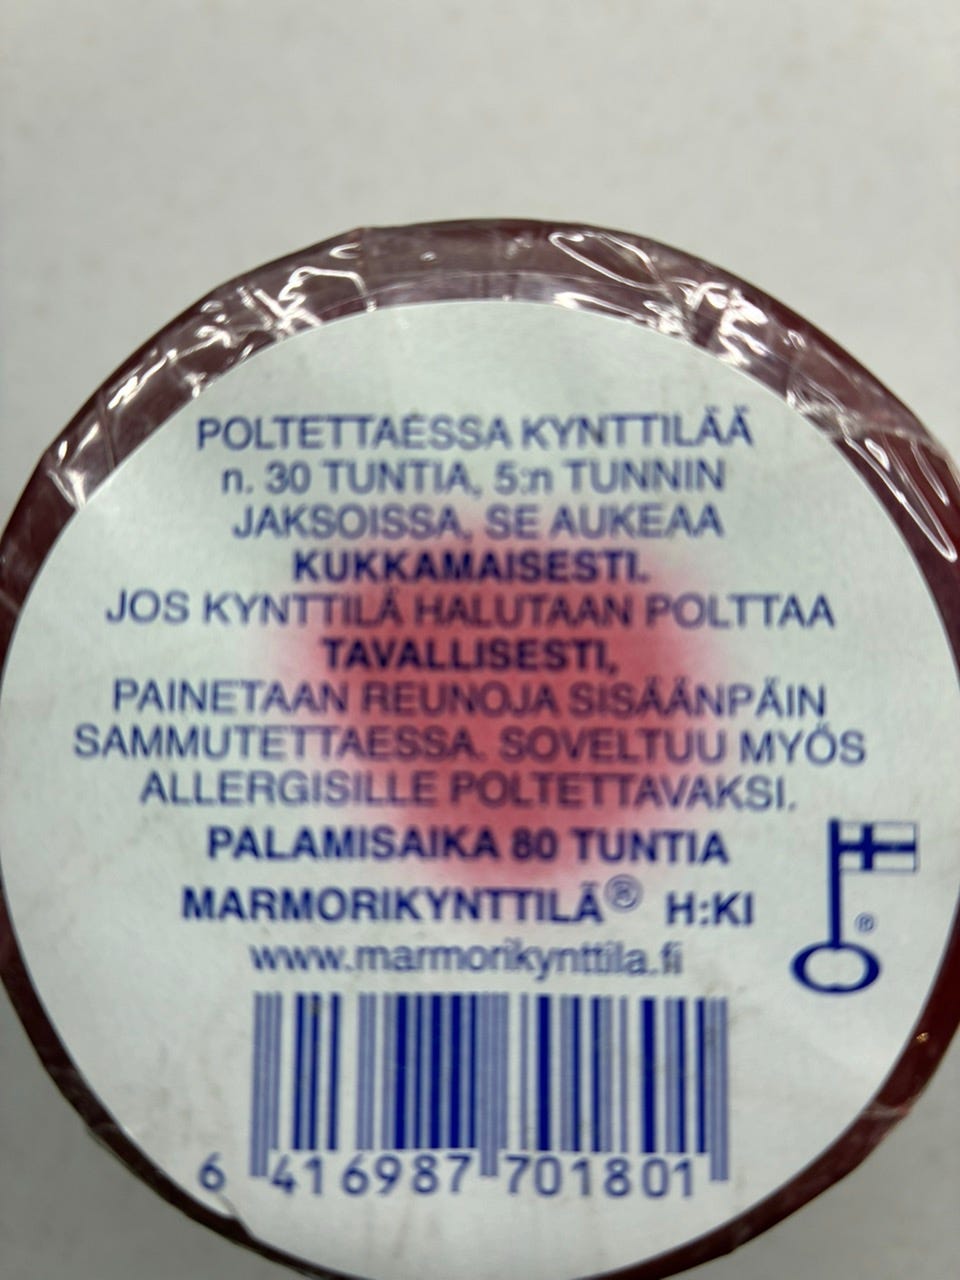 POLTETTAESSA KYNTTILÄÄ
n. 30 TUNTIA, 5:n TUNNIN
JAKSOISSA, SE AUKEAA
KUKKAMAISESTI.
JOS KYNTTILÄ HALUTAAN POLTTAA
TAVALLISESTI,
PAINETAAN REUNOJA SISÄÄNPÄIN
SAMMUTETTAESSA. SOVELTUU MYÖS
ALLERGISILLE POLTETTAVAKSI.
PALAMISAIKA 80 TUNTIA
MARMORIKYNTTILÄ® H:KI
®
www.marmorikynttila.fi
6 416987 701801